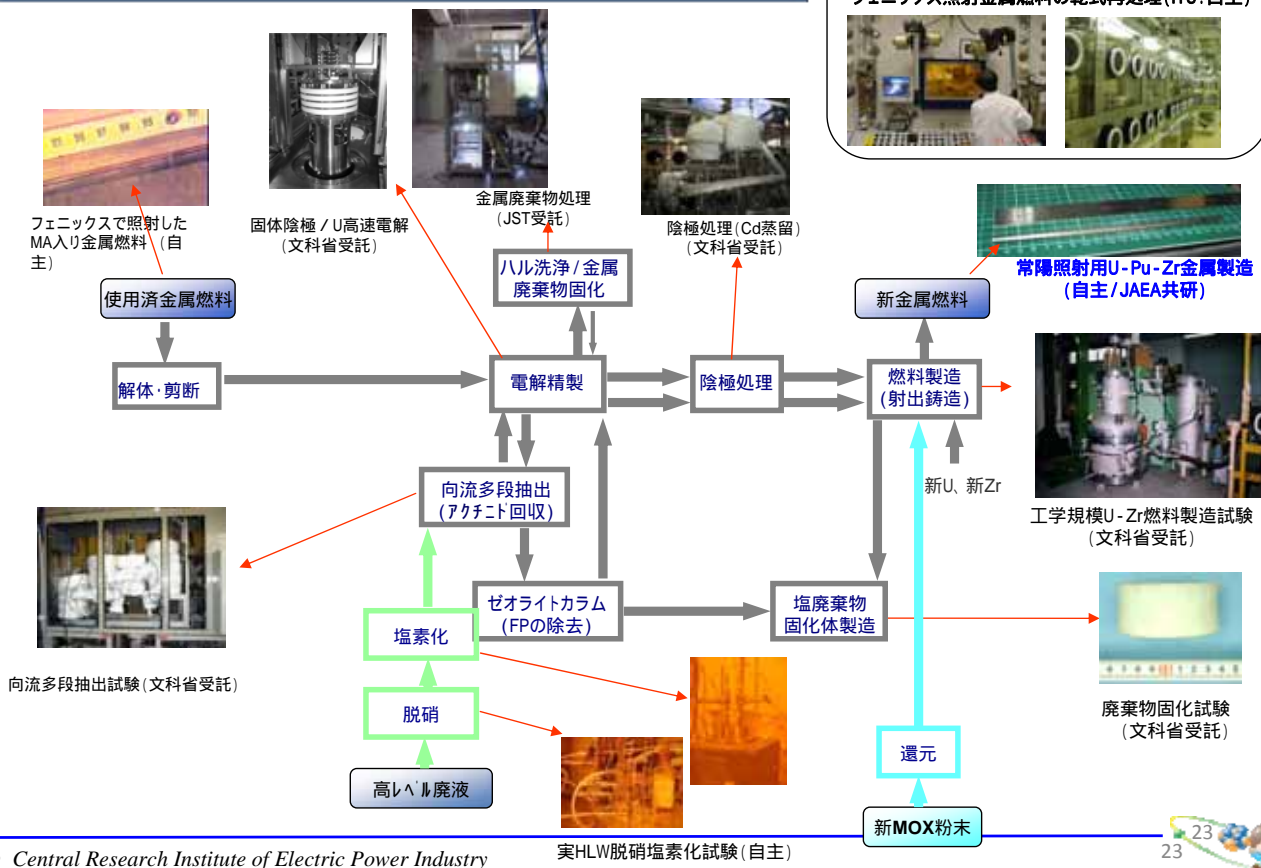 フェニックス照射金属燃料の乾式再処理(ITU:自主)
フェニックスで照射した
MA入り金属燃料 (自
主)
固体陰極/U高速電解
(文科省受託)
金属廃棄物処理
(JST受託)
陰極処理(Cd蒸留)
(文科省受託)
常陽照射用U-Pu-Zr金属製造
(自主/JAEA共研)
使用済金属燃料
ハル洗浄/金属
廃棄物固化
新金属燃料
解体・剪断
電解精製
陰極処理
燃料製造
(射出鋳造)
向流多段抽出
(アクチニド回収)
新U、新Zr
工学規模U-Zr燃料製造試験
(文科省受託)
ゼオライトカラム
(FPの除去)
塩廃棄物
固化体製造
塩素化
向流多段抽出試験(文科省受託)
脱硝
廃棄物固化試験
(文科省受託)
還元
高レベル廃液
新MOX粉末
実HLW脱硝塩素化試験(自主)
Central Research Institute of Electric Power Industry
23
23